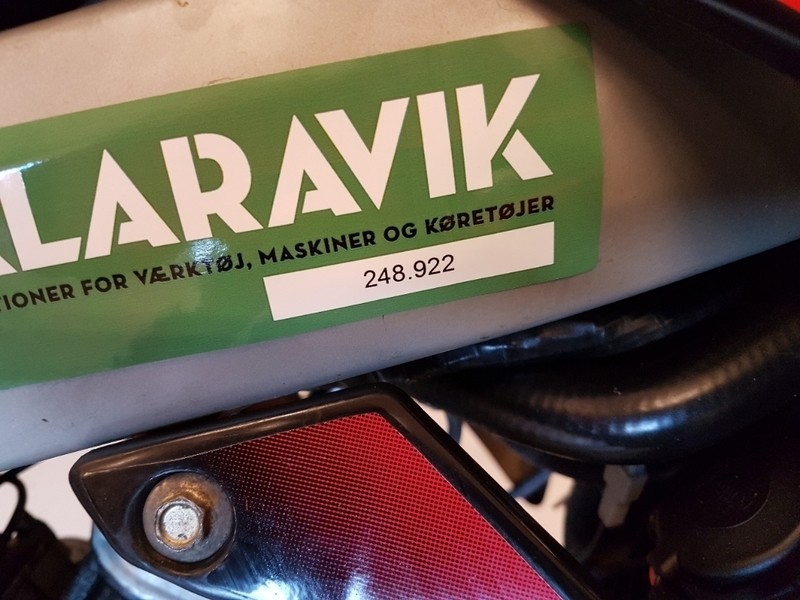 LARAVIK
TIONER FOR VÆRKTØJ, MASKINER OG KØRETØJER
248.922